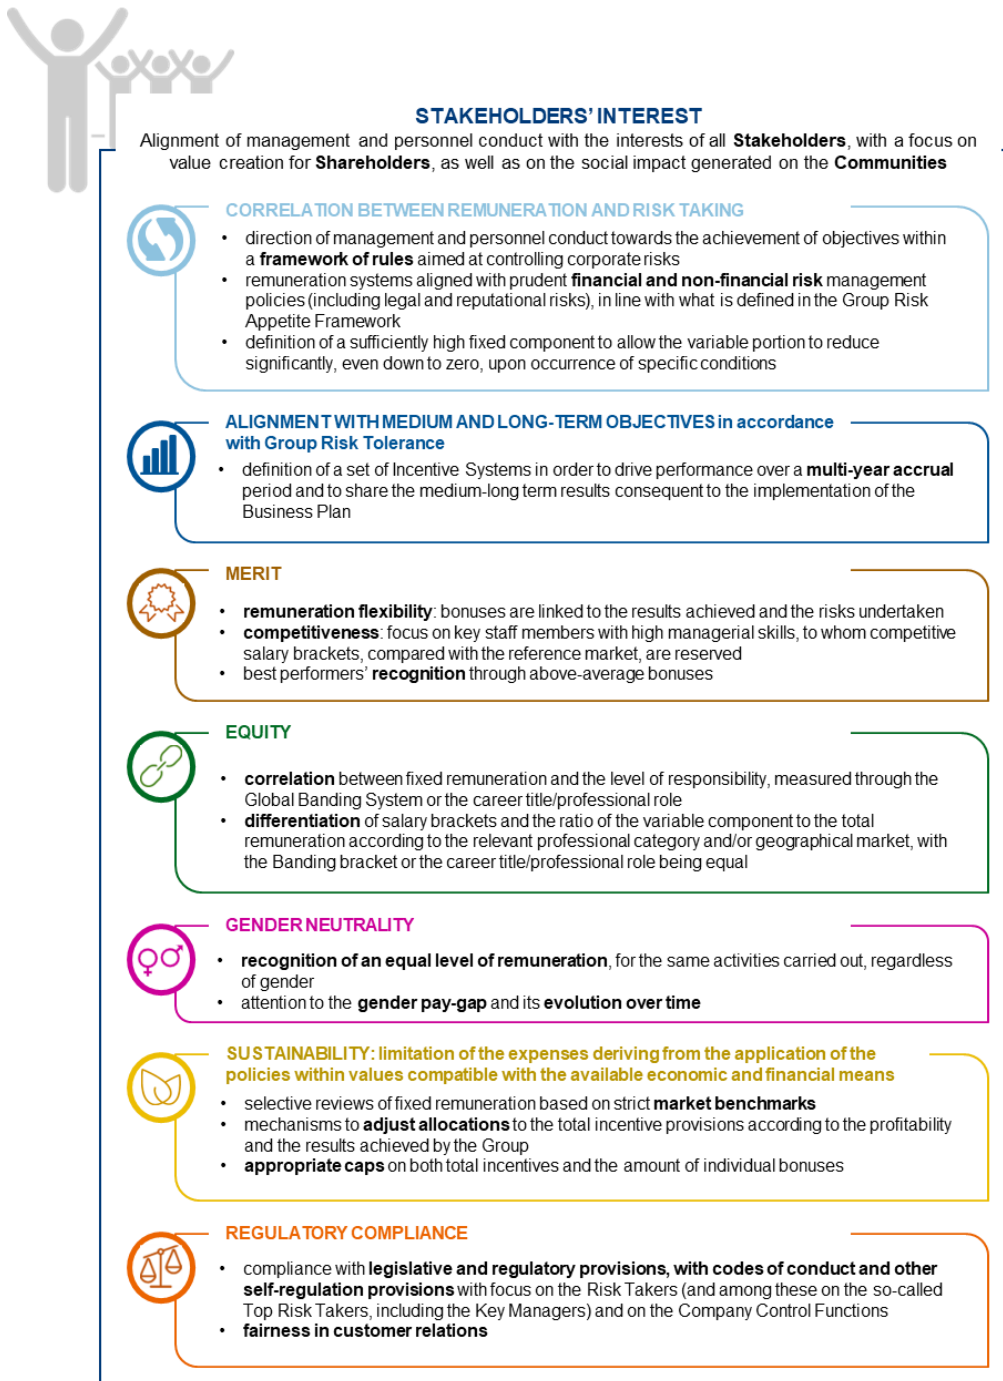 STAKEHOLDERS' INTEREST
Alignment of management and personnel conduct with the interests of all Stakeholders, with a focus on
value creation for Shareholders, as well as on the social impact generated on the Communities
CORRELATION BETWEEN REMUNERATION AND RISK TAKING
• direction of management and personnel conduct towards the achievement of objectives within
a framework of rules aimed at controlling corporate risks
• remuneration systems aligned with prudent financial and non-financial risk management
policies (including legal and reputational risks), in line with what is defined in the Group Risk
Appetite Framework
• definition of a sufficiently high fixed component to allow the variable portion to reduce
significantly, even down to zero, upon occurrence of specific conditions
ALIGNMENT WITH MEDIUM AND LONG-TERM OBJECTIVES in accordance
with Group Risk Tolerance
• definition of a set of Incentive Systems in order to drive performance over a multi-year accrual
period and to share the medium-long term results consequent to the implementation of the
Business Plan
MERIT
• remuneration flexibility: bonuses are linked to the results achieved and the risks undertaken
• competitiveness: focus on key staff members with high managerial skills, to whom competitive
salary brackets, compared with the reference market, are reserved
• best performers' recognition through above-average bonuses
EQUITY
• correlation between fixed remuneration and the level of responsibility, measured through the
Global Banding System or the career title/professional role
• differentiation of salary brackets and the ratio of the variable component to the total
remuneration according to the relevant professional category and/or geographical market, with
the Banding bracket or the career title/professional role being equal
GENDER NEUTRALITY
• recognition of an equal level of remuneration, for the same activities carried out, regardless
of gender
• attention to the gender pay-gap and its evolution over time
SUSTAINABILITY: limitation of the expenses deriving from the application of the
policies within values compatible with the available economic and financial means
• selective reviews of fixed remuneration based on strict market benchmarks
• mechanisms to adjust allocations to the total incentive provisions according to the profitability
and the results achieved by the Group
• appropriate caps on both total incentives and the amount of individual bonuses
REGULATORY COMPLIANCE
• compliance with legislative and regulatory provisions, with codes of conduct and other
self-regulation provisions with focus on the Risk Takers (and among these on the so-called
Top Risk Takers, including the Key Managers) and on the Company Control Functions
• fairness in customer relations